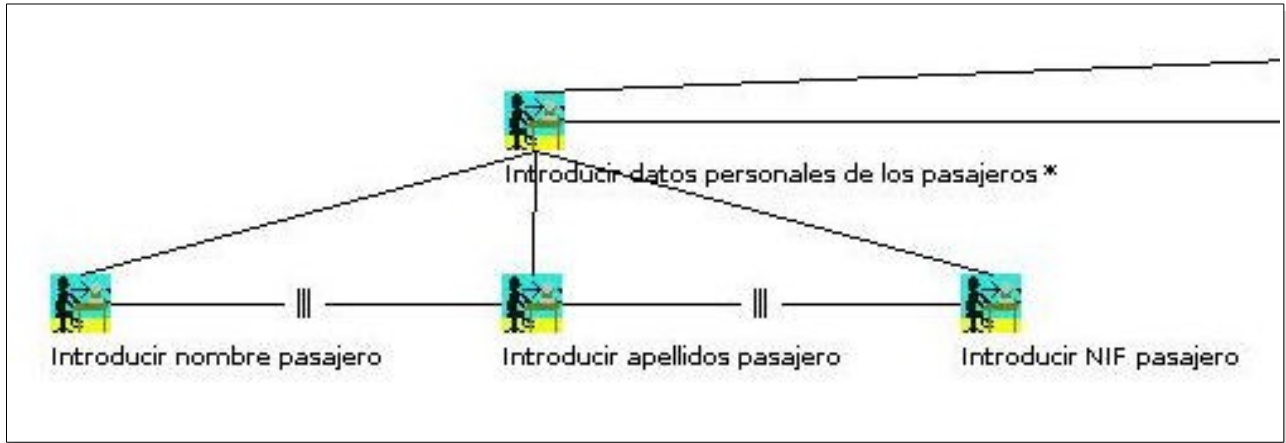 Introducir datos personales de los pasajeros *
||| |||
Introducir nombre pasajero Introducir apellidos pasajero Introducir NIF pasajero